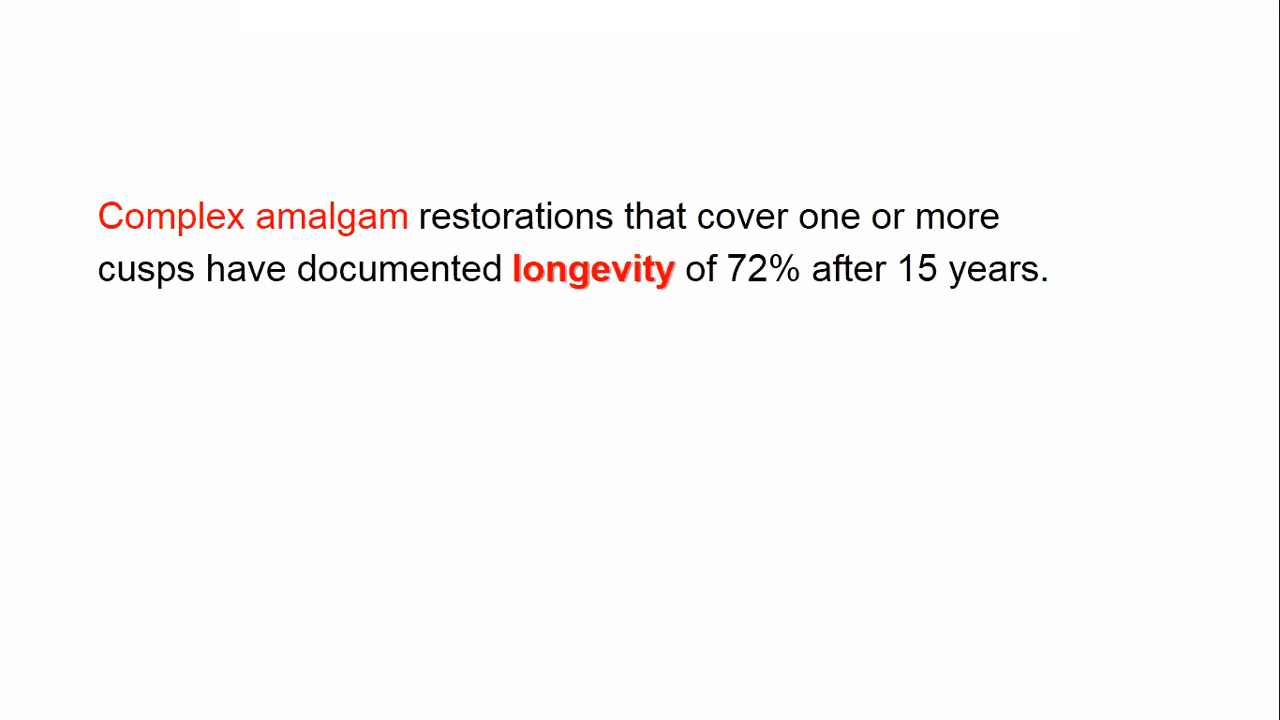 Complex amalgam restorations that cover one or more
cusps have documented longevity of 72% after 15 years.